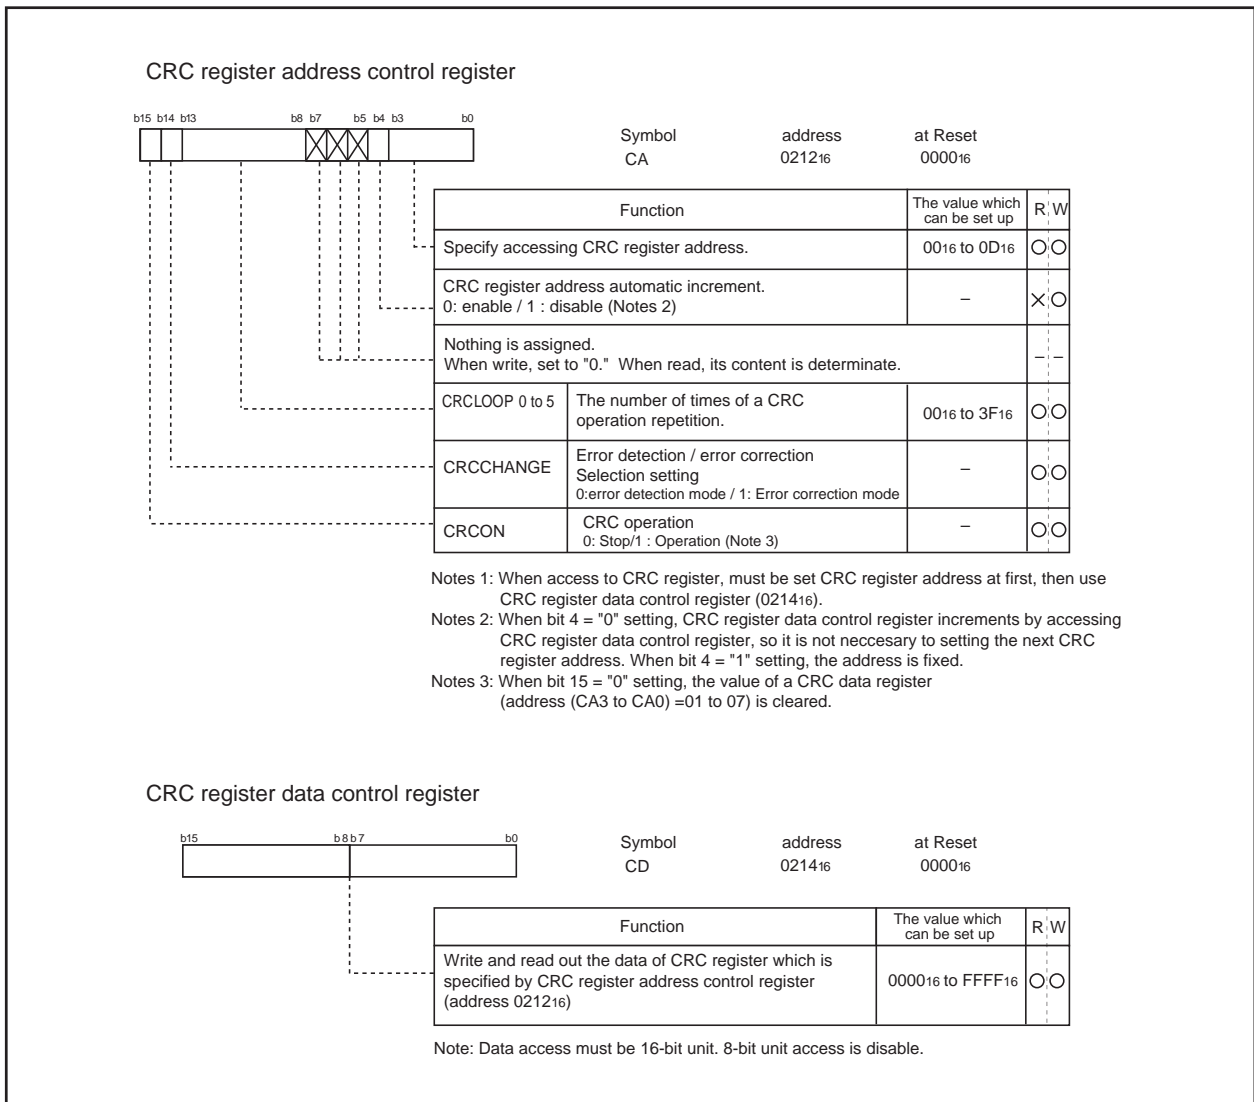 CRC register address control register
b15 b14 b13 b8 b7 b5 b4 b3 b0
Symbol address at Reset
CA 021216 000016
Function The value which can be set up R W
Specify accessing CRC register address. 0016 to 0D16 ○ ○
CRC register address automatic increment.
0: enable / 1 : disable (Notes 2) – × ○
Nothing is assigned.
When write, set to "0." When read, its content is determinate. – –
CRCLOOP 0 to 5 The number of times of a CRC
operation repetition. 0016 to 3F16 ○ ○
CRCCHANGE Error detection / error correction
Selection setting – ○ ○
0:error detection mode / 1: Error correction mode
CRCON CRC operation – ○ ○
0: Stop/1 : Operation (Note 3)
Notes 1: When access to CRC register, must be set CRC register address at first, then use
CRC register data control register (021416).
Notes 2: When bit 4 = "0" setting, CRC register data control register increments by accessing
CRC register data control register, so it is not neccesary to setting the next CRC
register address. When bit 4 = "1" setting, the address is fixed.
Notes 3: When bit 15 = "0" setting, the value of a CRC data register
(address (CA3 to CA0) =01 to 07) is cleared.
CRC register data control register
b15 b8 b7 b0
Symbol address at Reset
CD 021416 000016
Function The value which can be set up R W
Write and read out the data of CRC register which is
specified by CRC register address control register 000016 to FFFF16 ○ ○
(address 021216)
Note: Data access must be 16-bit unit. 8-bit unit access is disable.